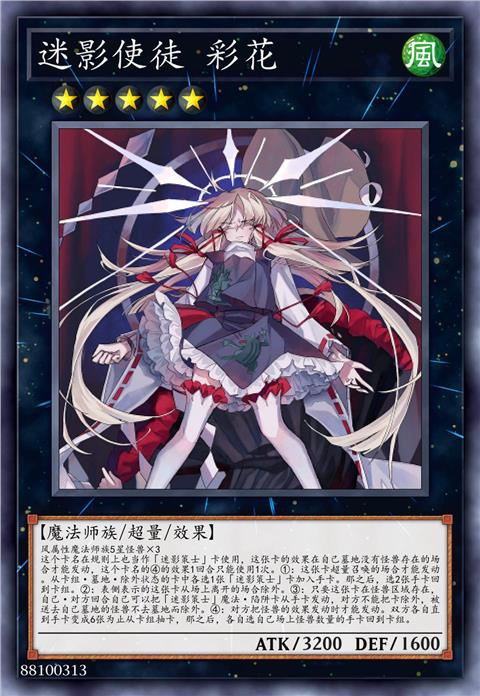 迷影使徒 彩花
風
【魔法师族/超量/效果】
风属性魔法师族5星怪兽×3
这个卡名在规则上也当作「迷影策士」卡使用，这张卡的效果在自己墓地没有怪兽存在的场
合才能发动，这个卡名的④的效果1回合只能使用1次。①：这张卡超量召唤的场合才能发动
。从卡组・墓地・除外状态的卡中各选1张「迷影策士」卡加入手卡。那之后，选2张手卡回
到卡组。②：表侧表示的这张卡从场上离开的场合除外。③：只要这张卡在怪兽区域存在，
自己・对方回合自己可以把「迷影策士」魔法・陷阱卡从手卡发动，对方不能把卡除外，被
送去自己墓地的怪兽不去墓地而除外。④：对方把怪兽的效果发动时才能发动。双方各自直
到手卡变成6张为止从卡组抽卡，那之后，各自选自己场上怪兽数量的手卡回到卡组。
ATK/3200 DEF/1600
88100313